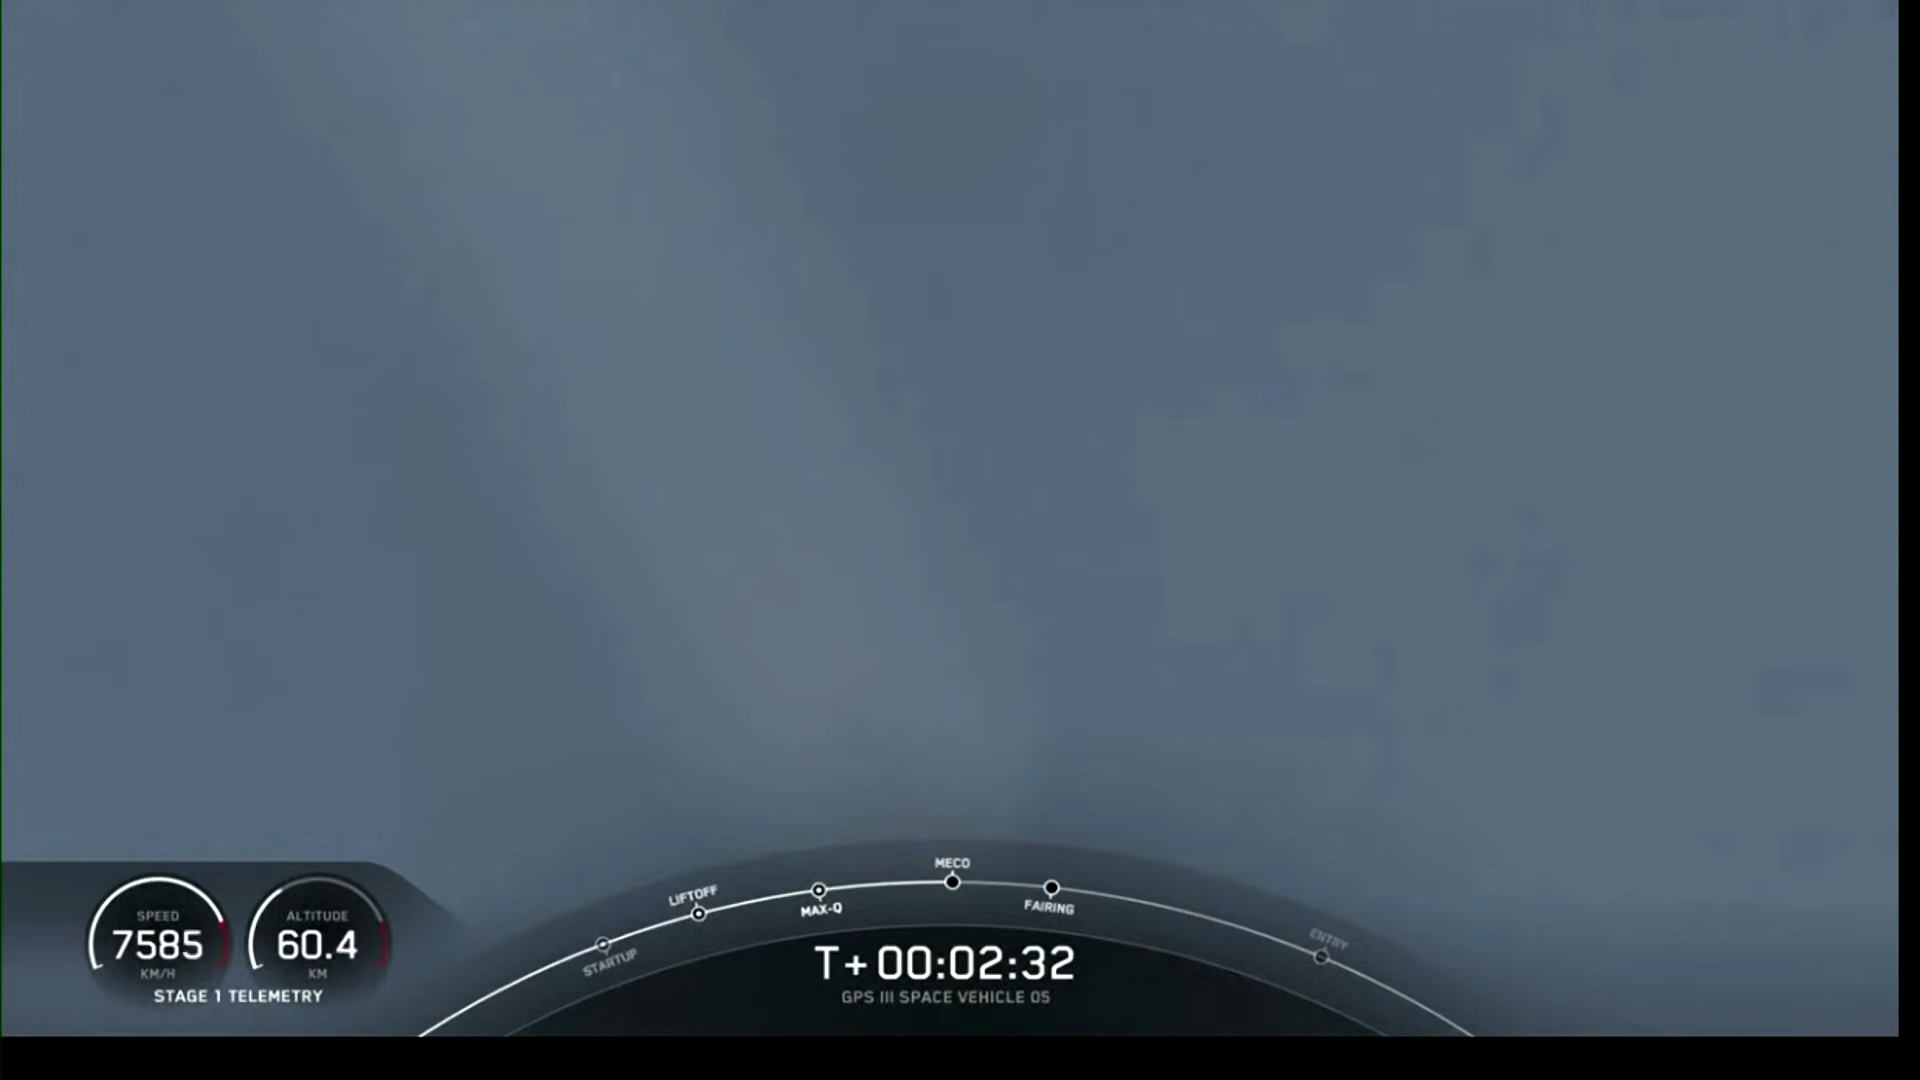 MECO
LIFTOFF
MAX-Q
FAIRING
STARTUP
ENTRY
SPEED
7585
KM/H
ALTITUDE
60.4
KM
STAGE 1 TELEMETRY
T+ 00:02:32
GPS III SPACE VEHICLE 05